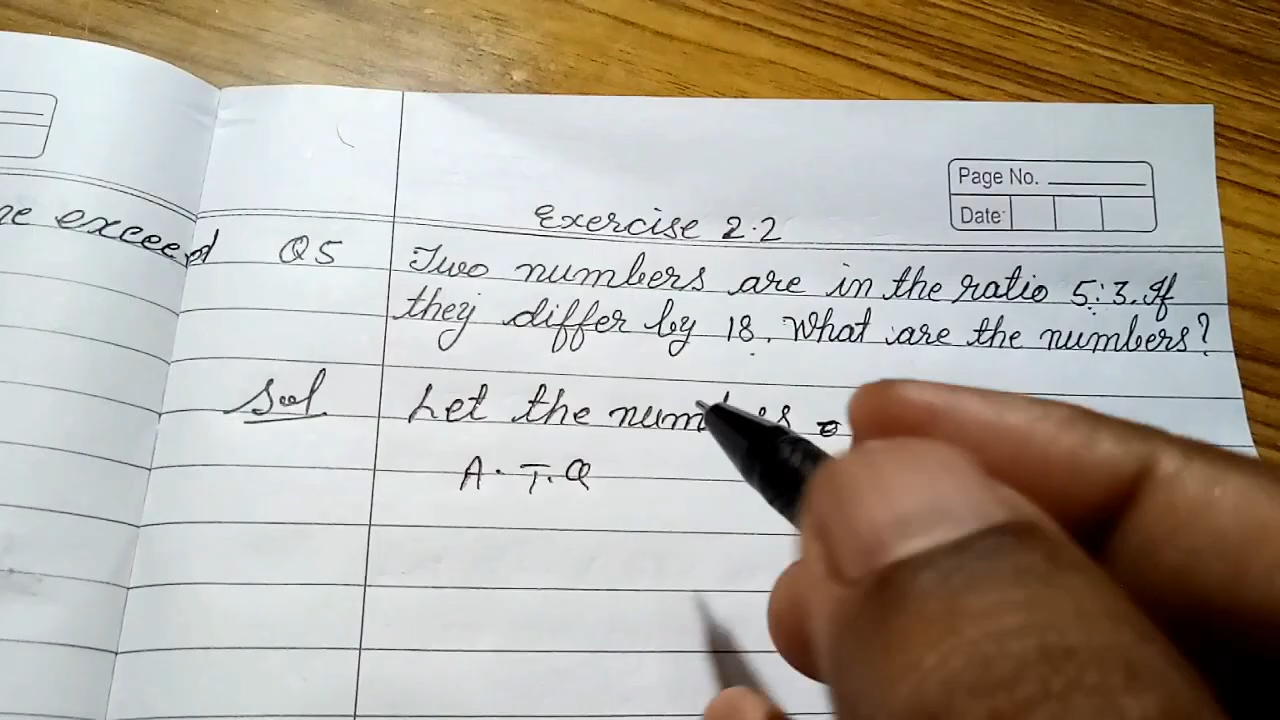 Page No.
Date
Exercise 2.2
exceed
Q5 Two numbers are in the ratio 5:3. If
they differ by 18. What are the numbers?
Sol Let the
A. T. Q